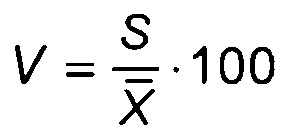 V = S / X̅ · 100